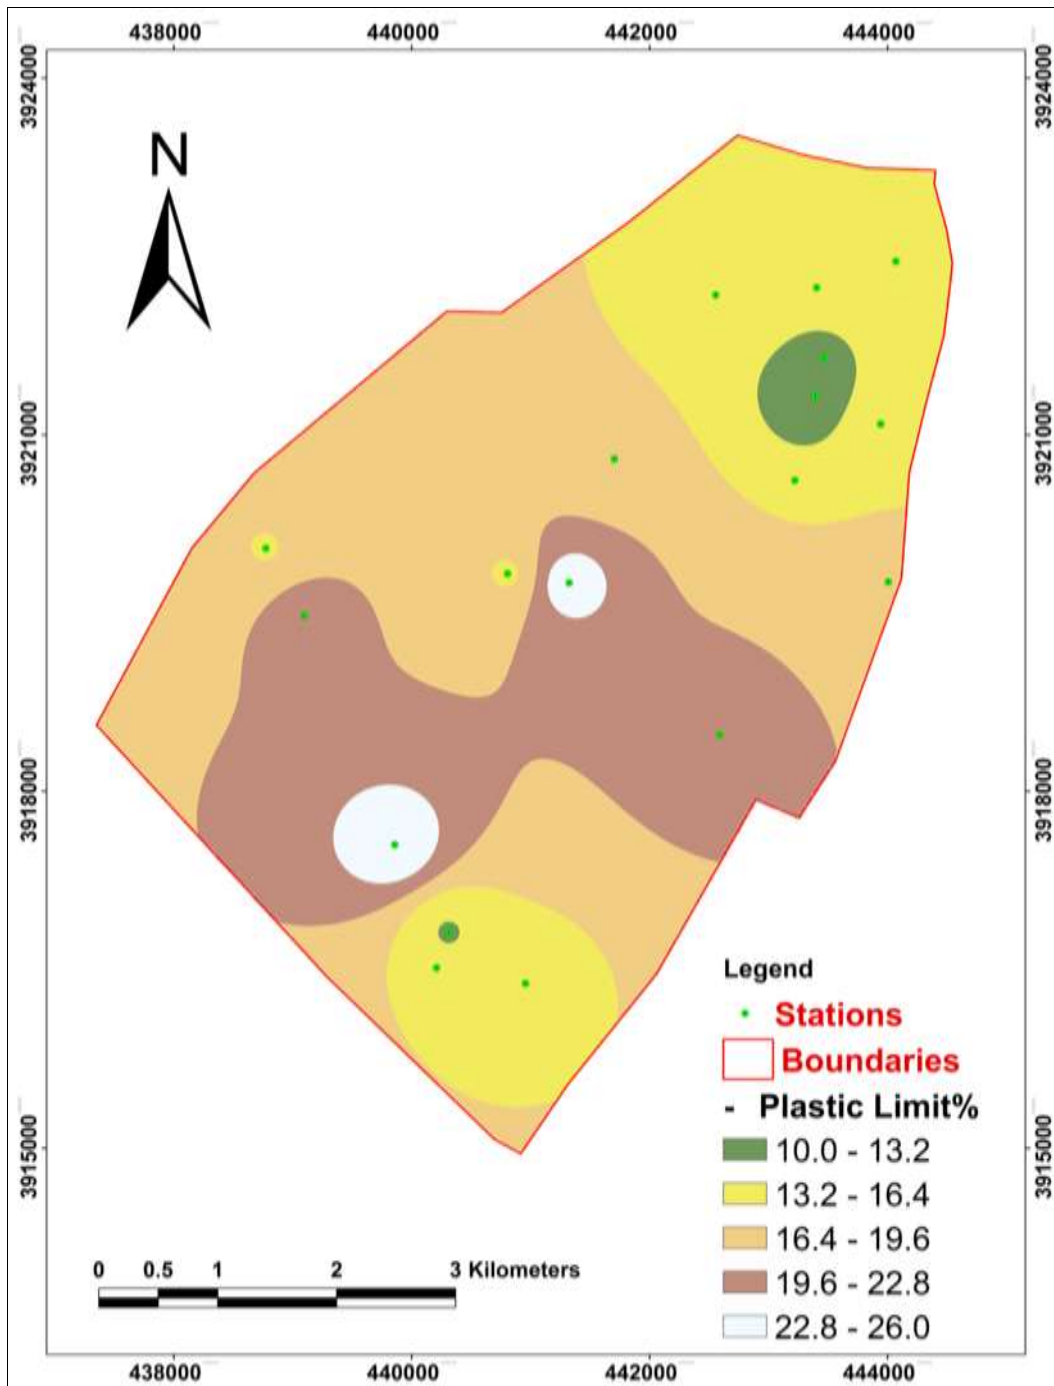 438000 440000 442000 444000
3924000 3924000
N
3921000 3921000
3918000 3918000
Legend
Stations
Boundaries
- Plastic Limit%
3915000 3915000
10.0 - 13.2
13.2 - 16.4
16.4 - 19.6
19.6 - 22.8
22.8 - 26.0
0 0.5 1 2 3 Kilometers
438000 440000 442000 444000